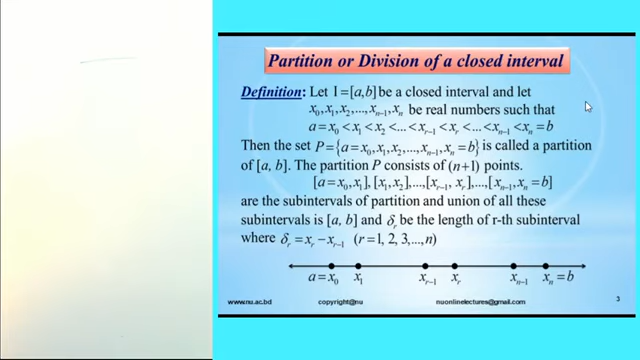 Partition or Division of a closed interval
Definition: Let I=[a,b] be a closed interval and let
x₀,x₁,x₂,...,xₙ₋₁,xₙ be real numbers such that
a=x₀<x₁<x₂<...<xᵣ₋₁<xᵣ<...<xₙ₋₁<xₙ=b
Then the set P={a=x₀,x₁,x₂,...,xₙ₋₁,xₙ=b} is called a partition
of [a, b]. The partition P consists of (n+1) points.
[a=x₀,x₁],[x₁,x₂],...,[xᵣ₋₁, xᵣ],...,[xₙ₋₁,xₙ=b]
are the subintervals of partition and union of all these
subintervals is [a, b] and δᵣ be the length of r-th subinterval
where δᵣ=xᵣ−xᵣ₋₁ (r=1, 2, 3,...,n)
a=x₀ x₁ xᵣ₋₁ xᵣ xₙ₋₁ xₙ=b
www.nu.ac.bd copyright@nu nuonlinelectures@gmail.com 3